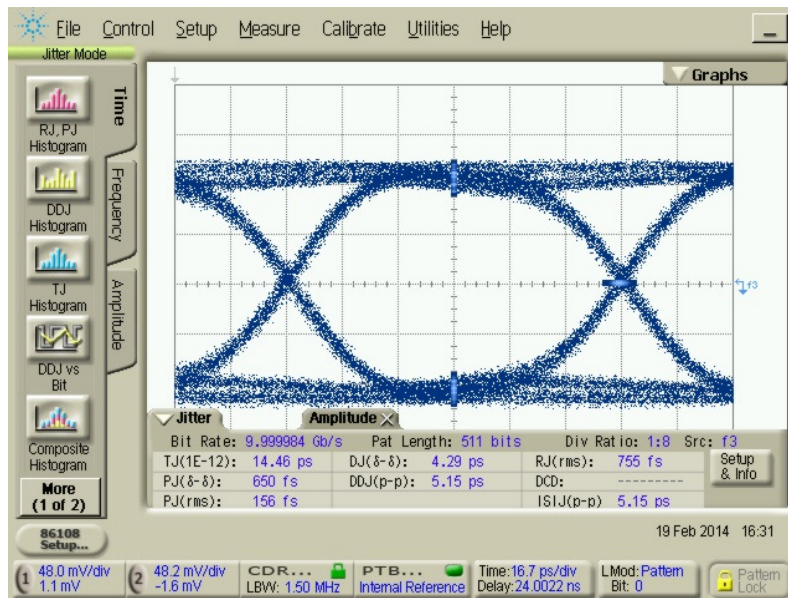 File Control Setup Measure Calibrate Utilities Help
Jitter Mode
Graphs
Time
Frequency
Amplitude
RJ, PJ
Histogram
DDJ
Histogram
TJ
Histogram
DDJ vs
Bit
Composite
Histogram
More
(1 of 2)
86108
Setup...
f3
Jitter Amplitude
Bit Rate: 9.999984 Gb/s Pat Length: 511 bits Div Ratio: 1:8 Src: f3
TJ(1E-12): 14.46 ps DJ(δ-δ): 4.29 ps RJ(rms): 755 fs
PJ(δ-δ): 650 fs DDJ(p-p): 5.15 ps DCD: ---------
PJ(rms): 156 fs ISIJ(p-p) 5.15 ps
Setup
& Info
19 Feb 2014 16:31
1 48.0 mV/div
1.1 mV
2 48.2 mV/div
-1.6 mV
CDR...
LBW: 1.50 MHz
PTB...
Internal Reference
Time:16.7 ps/div
Delay:24.0022 ns
LMod: Pattern
Bit: 0
Pattern
Lock